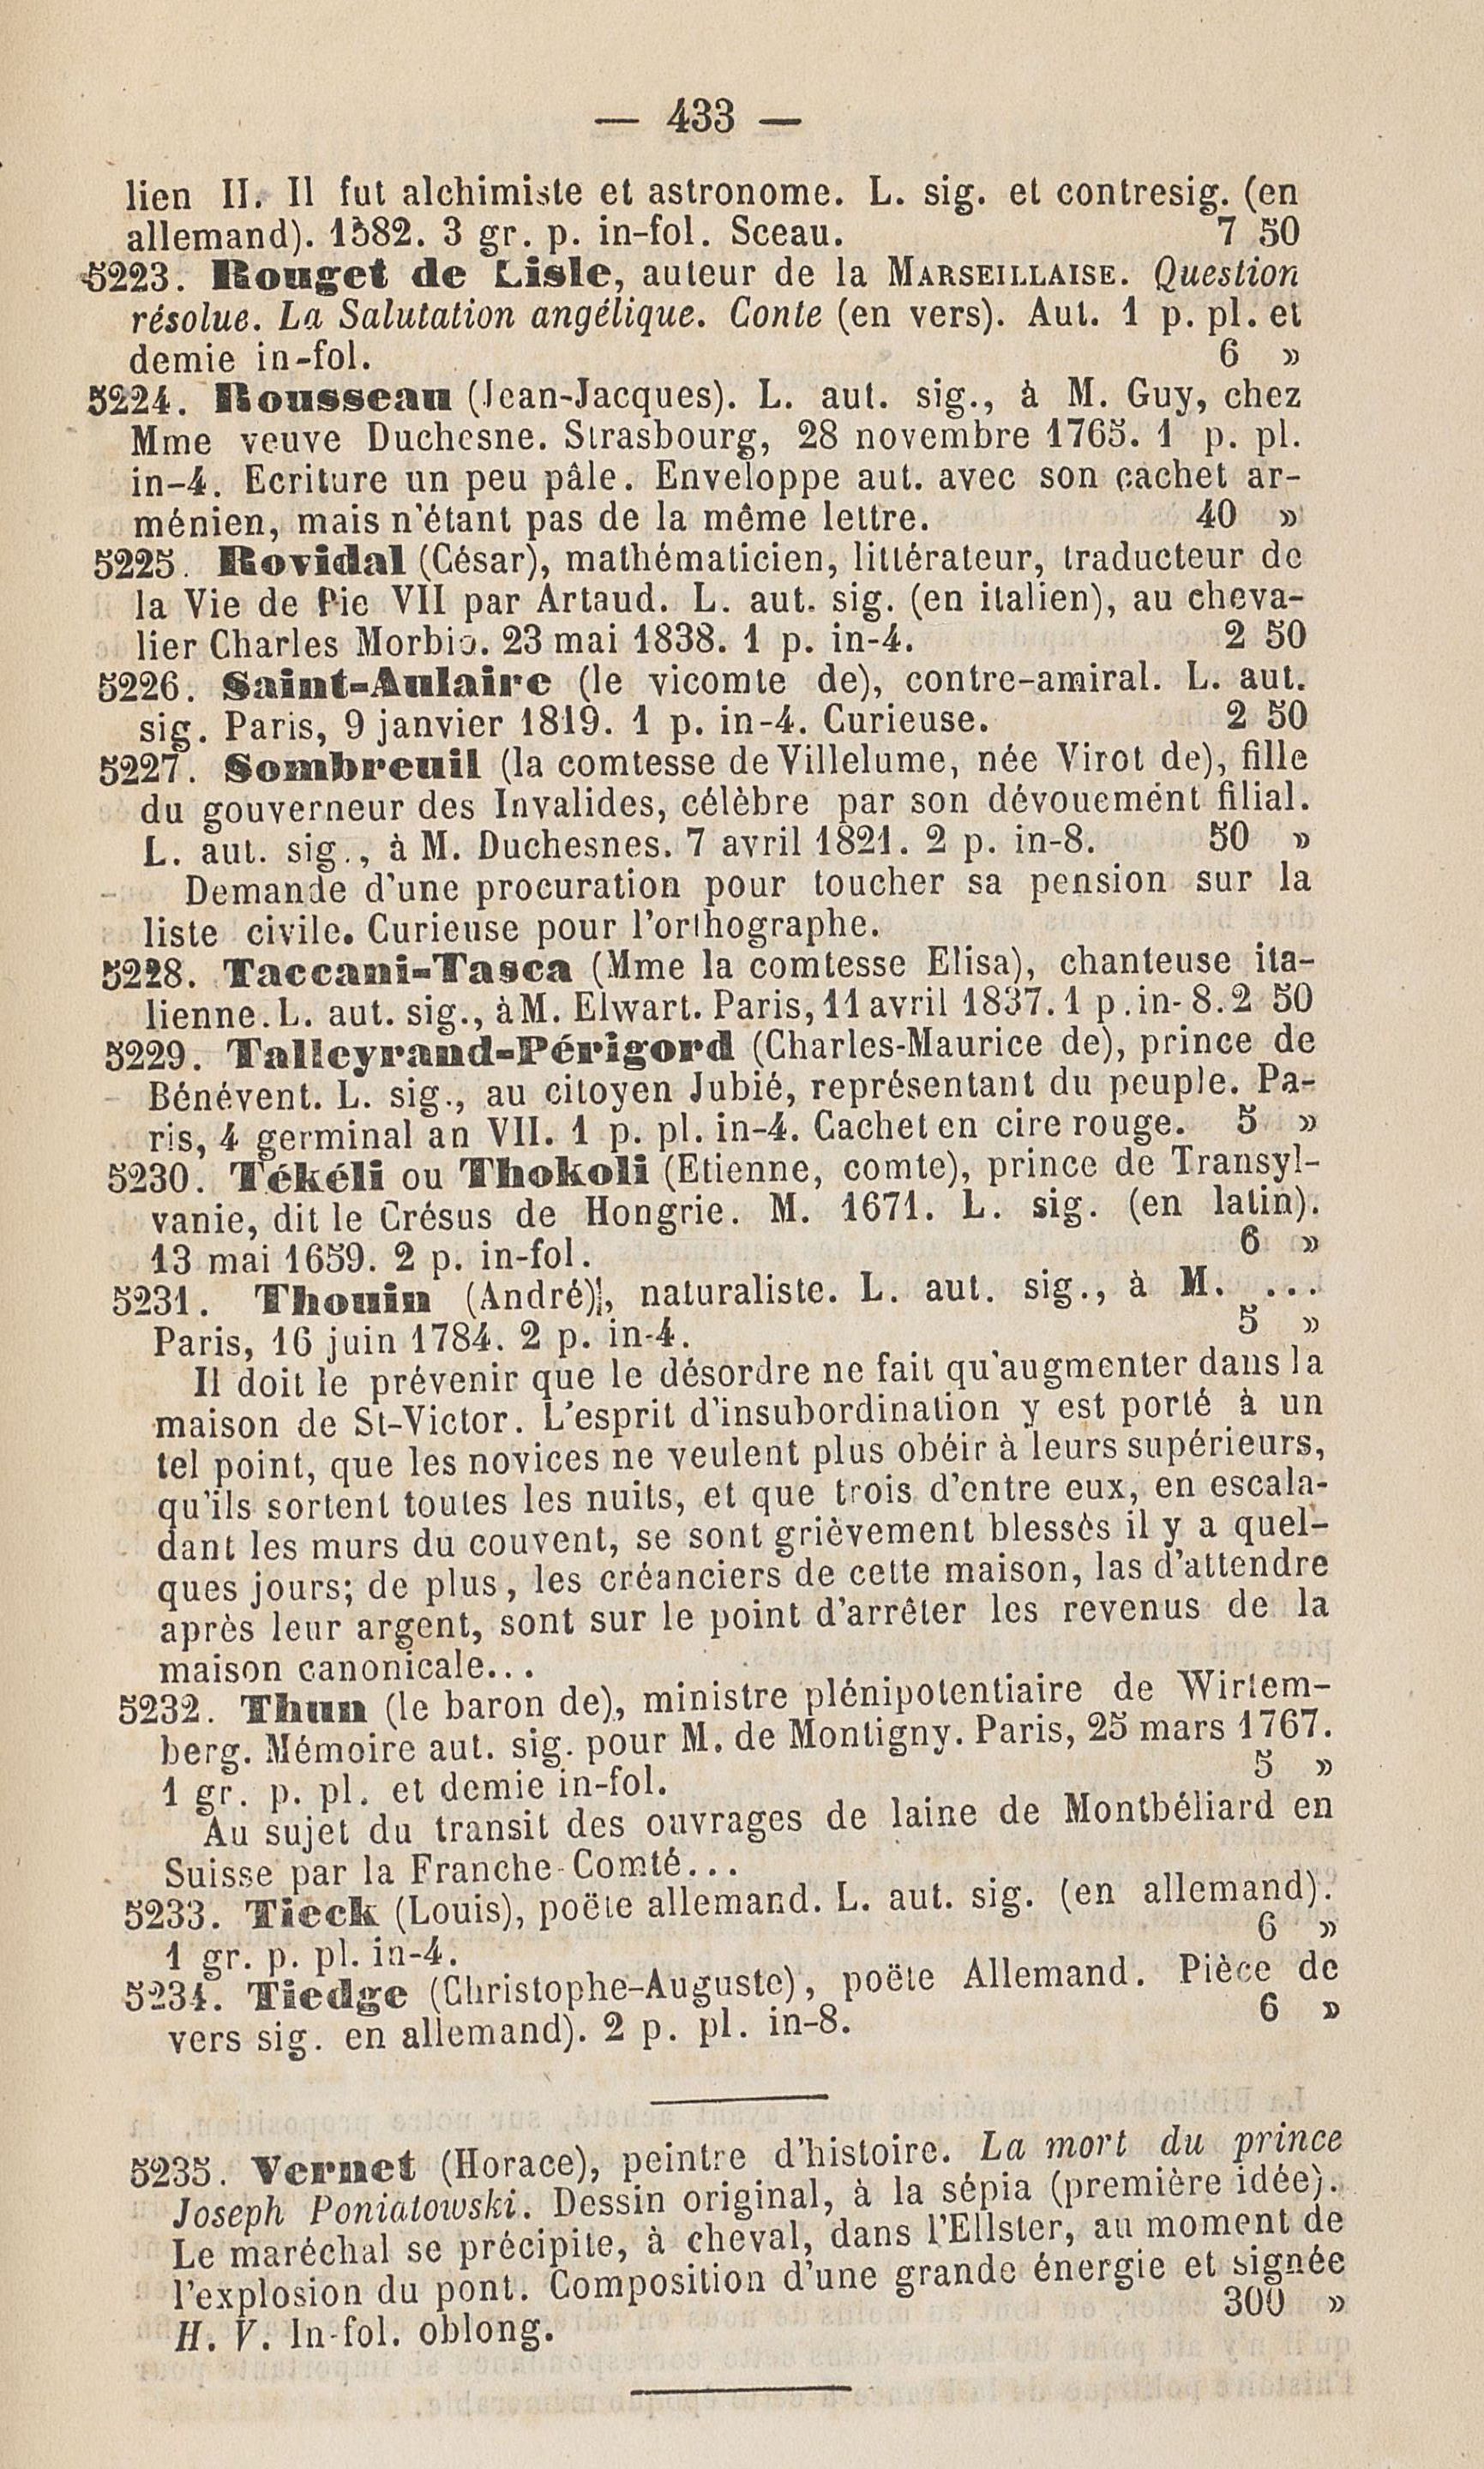 — 433 —
lien II. Il fut alchimiste et astronome. L. sig. et contresig. (en
allemand). 1582. 3 gr. p. in-fol. Sceau. 7 50
5223. Rouget de Lisle, auteur de la MARSEILLAISE. Question
résolue. La Salutation angélique. Conte (en vers). Aut. 1 p. pl. et
demie in-fol. 6 »
5224. Rousseau (Jean-Jacques). L. aut. sig., à M. Guy, chez
Mme veuve Duchesne. Strasbourg, 28 novembre 1765. 1 p. pl.
in-4. Ecriture un peu pâle. Enveloppe aut. avec son cachet ar-
ménien, mais n'étant pas de la même lettre. 40 »
5225. Rovidal (César), mathématicien, littérateur, traducteur de
la Vie de Pie VII par Artaud. L. aut. sig. (en italien), au cheva-
lier Charles Morbio. 23 mai 1838. 1 p. in-4. 2 50
5226. Saint-Aulaire (le vicomte de), contre-amiral. L. aut.
sig. Paris, 9 janvier 1819. 1 p. in-4. Curieuse. 2 50
5227. Sombreuil (la comtesse de Villelume, née Virot de), fille
du gouverneur des Invalides, célèbre par son dévouement filial.
L. aut. sig., à M. Duchesnes. 7 avril 1821. 2 p. in-8. 50 »
Demande d'une procuration pour toucher sa pension sur la
liste civile. Curieuse pour l'orthographe.
5228. Taccani-Tasca (Mme la comtesse Elisa), chanteuse ita-
lienne. L. aut. sig., à M. Elwart. Paris, 11 avril 1837. 1 p. in-8. 2 50
5229. Talleyrand-Périgord (Charles-Maurice de), prince de
Bénévent. L. sig., au citoyen Jubié, représentant du peuple. Pa-
ris, 4 germinal an VII. 1 p. pl. in-4. Cachet en cire rouge. 5 »
5230. Tékéli ou Thokoli (Etienne, comte), prince de Transyl-
vanie, dit le Crésus de Hongrie. M. 1671. L. sig. (en latin).
13 mai 1659. 2 p. in-fol. 6 »
5231. Thouin (André), naturaliste. L. aut. sig., à M. ...
Paris, 16 juin 1784. 2 p. in-4. 5 »
Il doit le prévenir que le désordre ne fait qu'augmenter dans la
maison de St-Victor. L'esprit d'insubordination y est porté à un
tel point, que les novices ne veulent plus obéir à leurs supérieurs,
qu'ils sortent toutes les nuits, et que trois d'entre eux, en escala-
dant les murs du couvent, se sont grièvement blessés il y a quel-
ques jours; de plus, les créanciers de cette maison, las d'attendre
après leur argent, sont sur le point d'arrêter les revenus de la
maison canonicale...
5232. Thun (le baron de), ministre plénipotentiaire de Wirtem-
berg. Mémoire aut. sig. pour M. de Montigny. Paris, 25 mars 1767.
1 gr. p. pl. et demie in-fol. 5 »
Au sujet du transit des ouvrages de laine de Montbéliard en
Suisse par la Franche-Comté...
5233. Tieck (Louis), poëte allemand. L. aut. sig. (en allemand).
1 gr. p. pl. in-4. 6 »
5234. Tiedge (Christophe-Auguste), poëte Allemand. Pièce de
vers sig. en allemand). 2 p. pl. in-8. 6 »
5235. Vernet (Horace), peintre d'histoire. La mort du prince
Joseph Poniatowski. Dessin original, à la sépia (première idée).
Le maréchal se précipite, à cheval, dans l'Ellster, au moment de
l'explosion du pont. Composition d'une grande énergie et signée
H. V. In-fol. oblong. 300 »